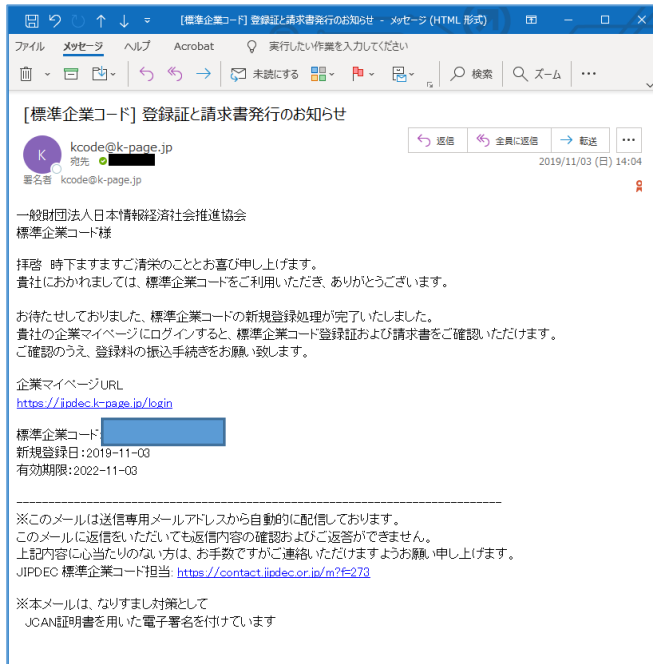 [標準企業コード] 登録証と請求書発行のお知らせ - メッセージ (HTML 形式)
ファイル メッセージ ヘルプ Acrobat 実行したい作業を入力してください
未読にする 検索 ズーム
[標準企業コード] 登録証と請求書発行のお知らせ
返信 全員に返信 転送
K kcode@k-page.jp
宛先
2019/11/03 (日) 14:04
署名者 kcode@k-page.jp
一般財団法人日本情報経済社会推進協会
標準企業コード様
拝啓 時下ますますご清栄のこととお喜び申し上げます。
貴社におかれましては、標準企業コードをご利用いただき、ありがとうございます。
お待たせしておりました、標準企業コードの新規登録処理が完了いたしました。
貴社の企業マイページにログインすると、標準企業コード登録証および請求書をご確認いただけます。
ご確認のうえ、登録料の振込手続きをお願い致します。
企業マイページURL
https://jipdec.k-page.jp/login
標準企業コード:
新規登録日:2019-11-03
有効期限:2022-11-03
--------------------------------------------------------------------------
※このメールは送信専用メールアドレスから自動的に配信しております。
このメールに返信をいただいても返信内容の確認およびご返答ができません。
上記内容に心当たりのない方は、お手数ですがご連絡いただけますようお願い申し上げます。
JIPDEC 標準企業コード担当: https://contact.jipdec.or.jp/m?f=273
※本メールは、なりすまし対策として
JCAN証明書を用いた電子署名を付けています